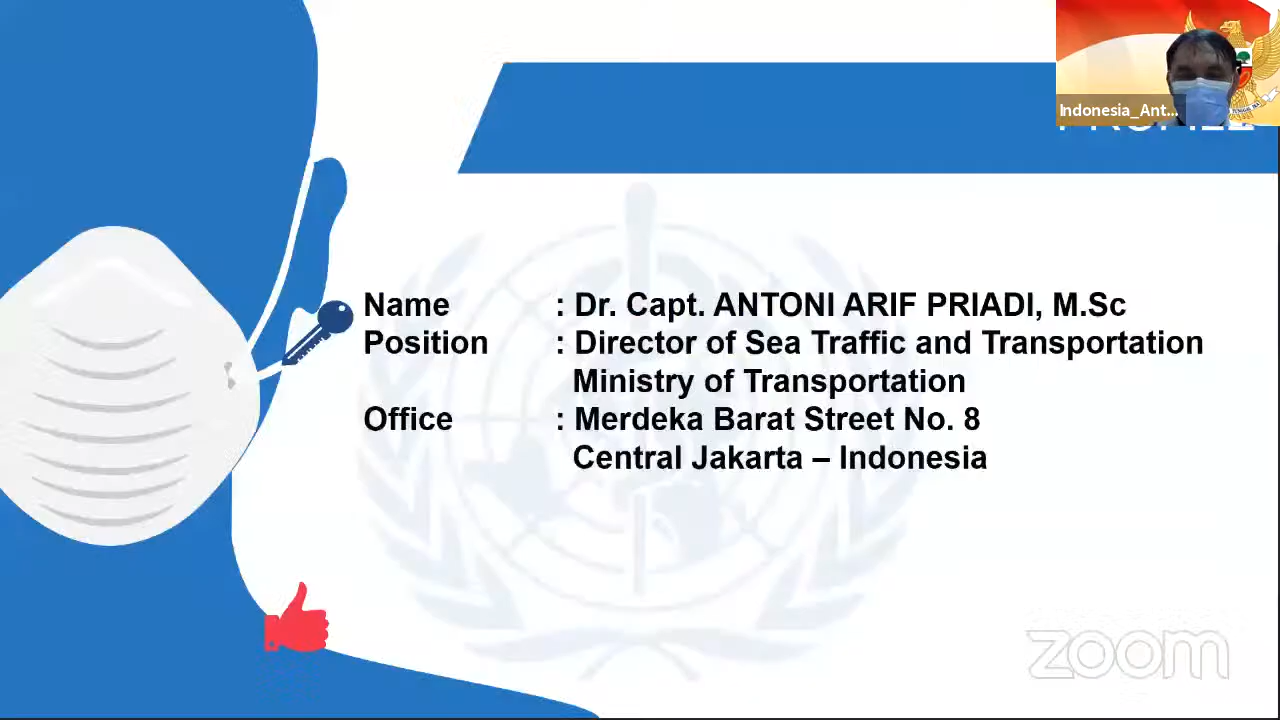 Indonesia_Ant...
Name : Dr. Capt. ANTONI ARIF PRIADI, M.Sc
Position : Director of Sea Traffic and Transportation
Ministry of Transportation
Office : Merdeka Barat Street No. 8
Central Jakarta – Indonesia
zoom